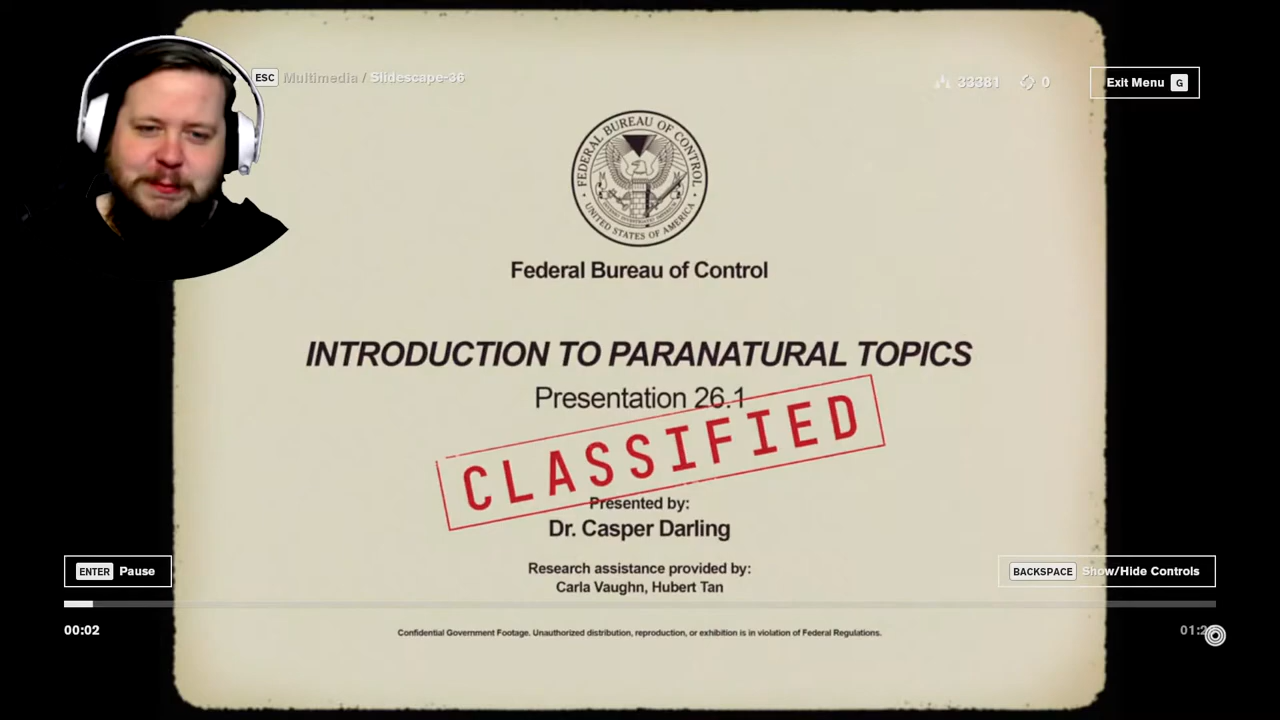 ESC Multimedia / Slidescape-36
33381 0
Exit Menu G
FEDERAL BUREAU OF CONTROL
UNITED STATES OF AMERICA
Federal Bureau of Control
INTRODUCTION TO PARANATURAL TOPICS
Presentation 26.1
CLASSIFIED
Presented by:
Dr. Casper Darling
Research assistance provided by:
Carla Vaughn, Hubert Tan
ENTER Pause
BACKSPACE Show/Hide Controls
00:02
Confidential Government Footage. Unauthorized distribution, reproduction, or exhibition is in violation of Federal Regulations.